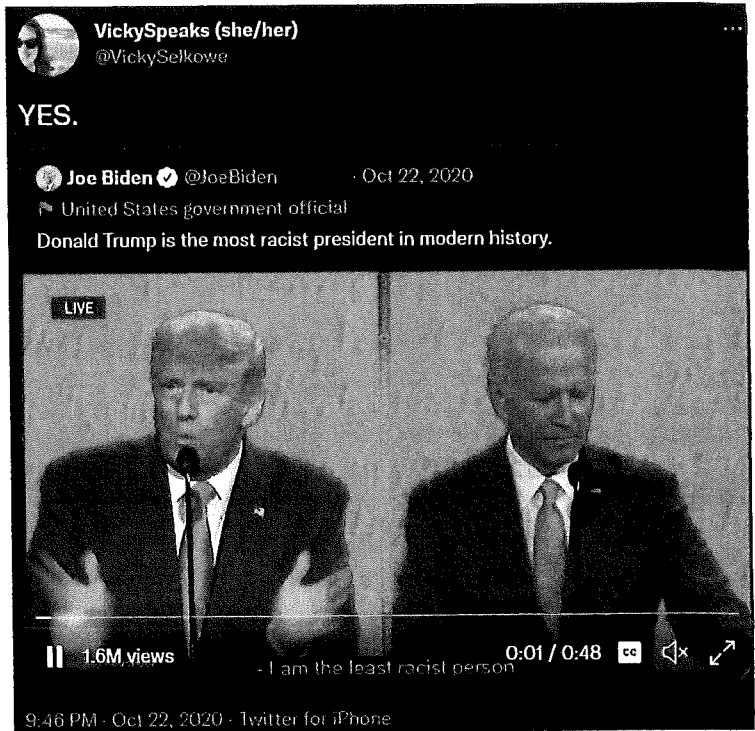 VickySpeaks (she/her)
@VickySelkowe
YES.
Joe Biden @JoeBiden · Oct 22, 2020
United States government official
Donald Trump is the most racist president in modern history.
LIVE
1.6M views
0:01 / 0:48 cc
- I am the least racist person
9:46 PM · Oct 22, 2020 · Twitter for iPhone